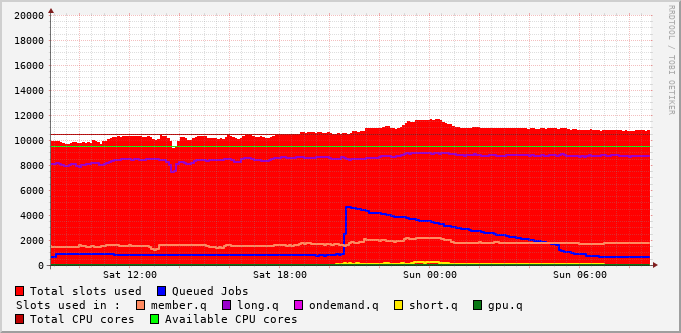 RRDTOOL / TOBI OETIKER
20000
18000
16000
14000
12000
10000
8000
6000
4000
2000
0
Sat 12:00 Sat 18:00 Sun 00:00 Sun 06:00
Total slots used Queued Jobs
Slots used in : member.q long.q ondemand.q short.q gpu.q
Total CPU cores Available CPU cores